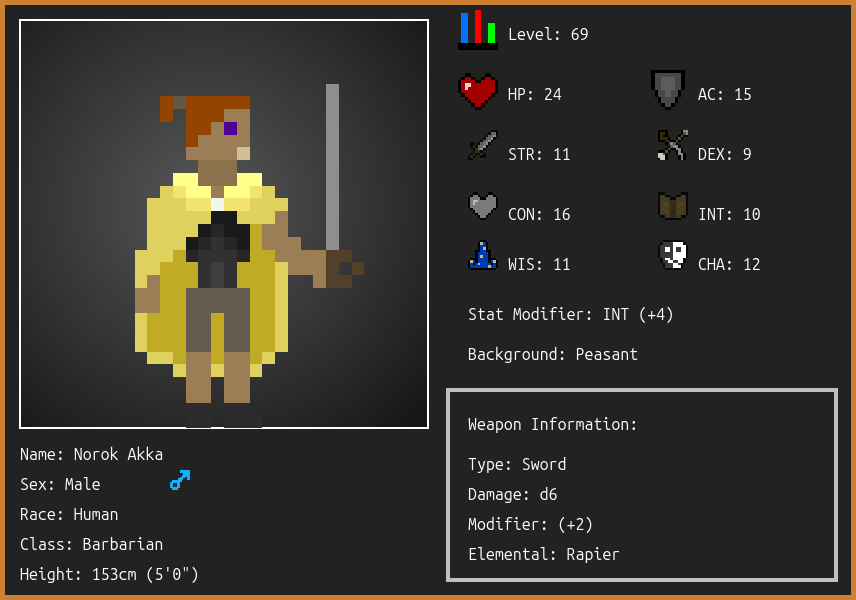 Level: 69
HP: 24
AC: 15
STR: 11
DEX: 9
CON: 16
INT: 10
WIS: 11
CHA: 12
Stat Modifier: INT (+4)
Background: Peasant
Weapon Information:
Type: Sword
Damage: d6
Modifier: (+2)
Elemental: Rapier
Name: Norok Akka
Sex: Male
Race: Human
Class: Barbarian
Height: 153cm (5'0")